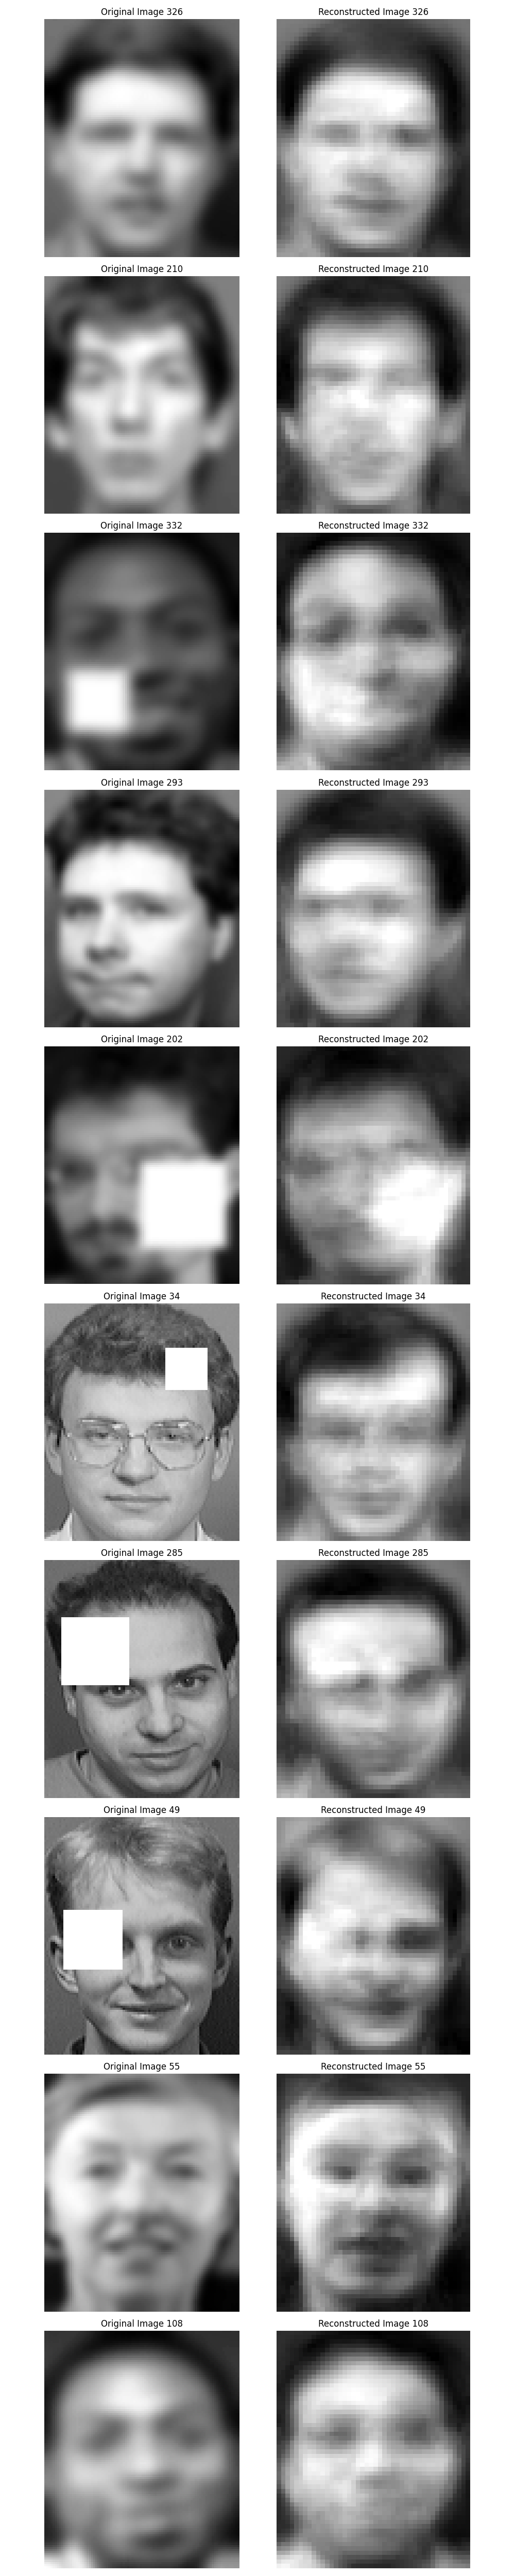 Original Image 326
Reconstructed Image 326
Original Image 210
Reconstructed Image 210
Original Image 332
Reconstructed Image 332
Original Image 293
Reconstructed Image 293
Original Image 202
Reconstructed Image 202
Original Image 34
Reconstructed Image 34
Original Image 285
Reconstructed Image 285
Original Image 49
Reconstructed Image 49
Original Image 55
Reconstructed Image 55
Original Image 108
Reconstructed Image 108